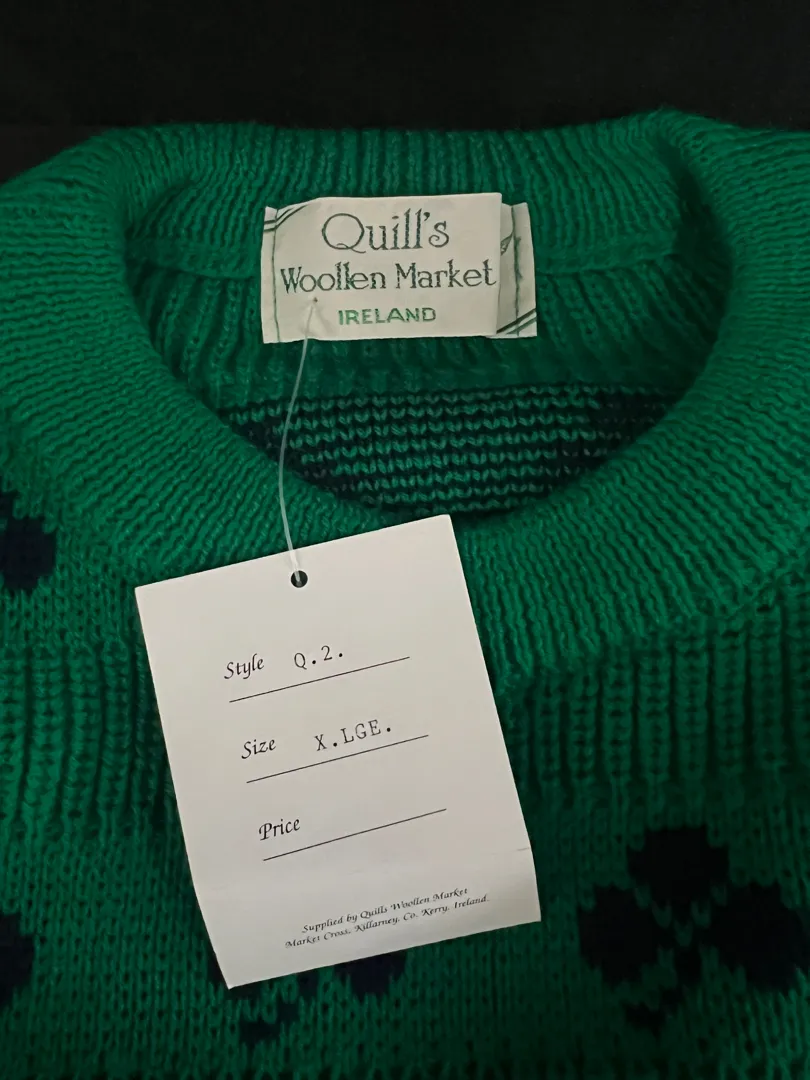 Quill's
Woollen Market
IRELAND
Style Q.2.
Size X.LGE.
Price
Supplied by Quills Woollen Market
Market Cross, Killarney, Co. Kerry, Ireland.